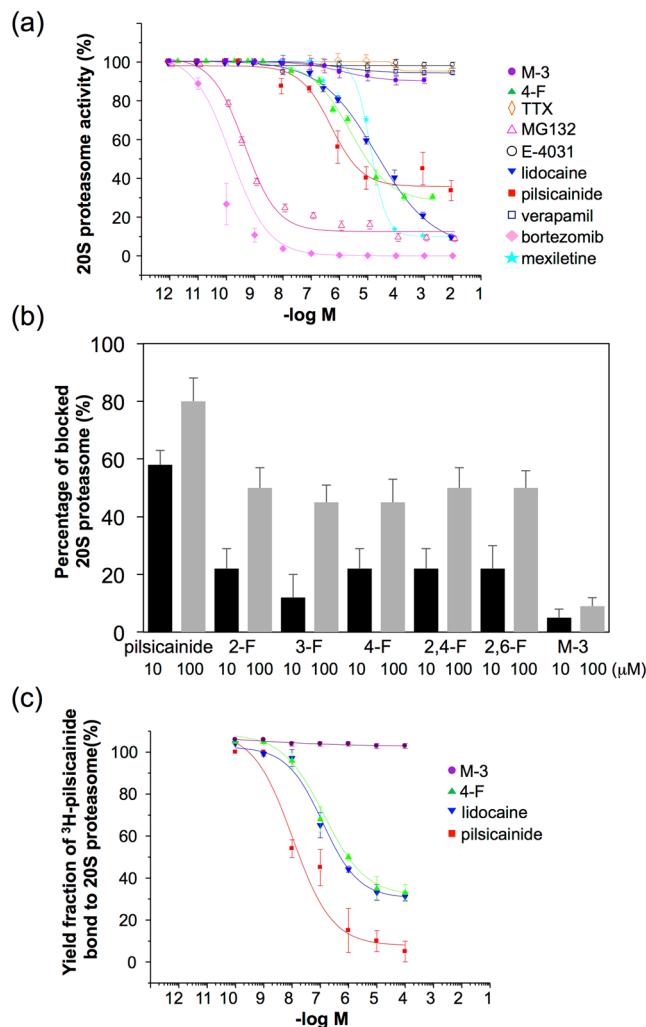 (a)
20S proteasome activity (%)
100
80
60
40
20
0
12 11 10 9 8 7 6 5 4 3 2 1
-log M
M-3
4-F
TTX
MG132
E-4031
lidocaine
pilsicainide
verapamil
bortezomib
mexiletine
(b)
Percentage of blocked
20S proteasome (%)
100
80
60
40
20
0
pilsicainide 2-F 3-F 4-F 2,4-F 2,6-F M-3
10 100 10 100 10 100 10 100 10 100 10 100 10 100 (μM)
(c)
Yield fraction of ³H-pilsicainide
bond to 20S proteasome(%)
100
80
60
40
20
0
12 11 10 9 8 7 6 5 4 3 2 1
-log M
M-3
4-F
lidocaine
pilsicainide